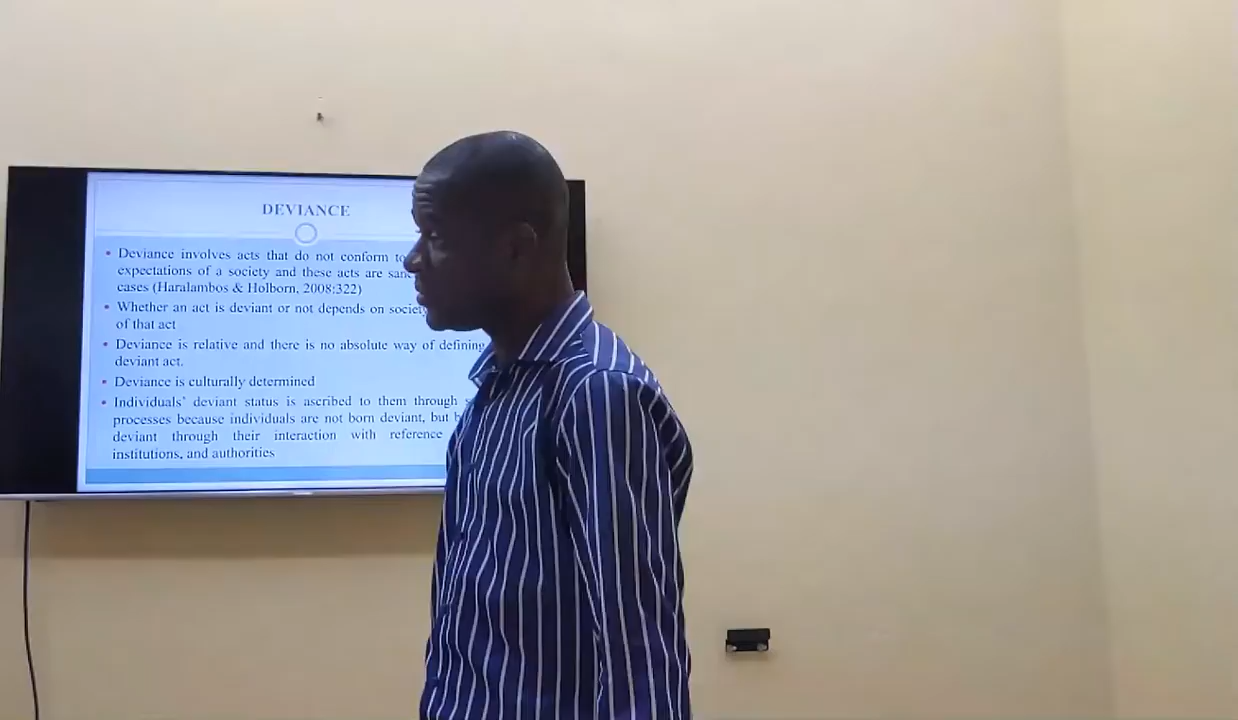 DEVIANCE
• Deviance involves acts that do not conform to
expectations of a society and these acts are
cases (Haralambos & Holborn, 2008:322)
• Whether an act is deviant or not depends on society
of that act
• Deviance is relative and there is no absolute way of defining
deviant act.
• Deviance is culturally determined
• Individuals' deviant status is ascribed to them through
processes because individuals are not born deviant, but
deviant through their interaction with reference
institutions, and authorities